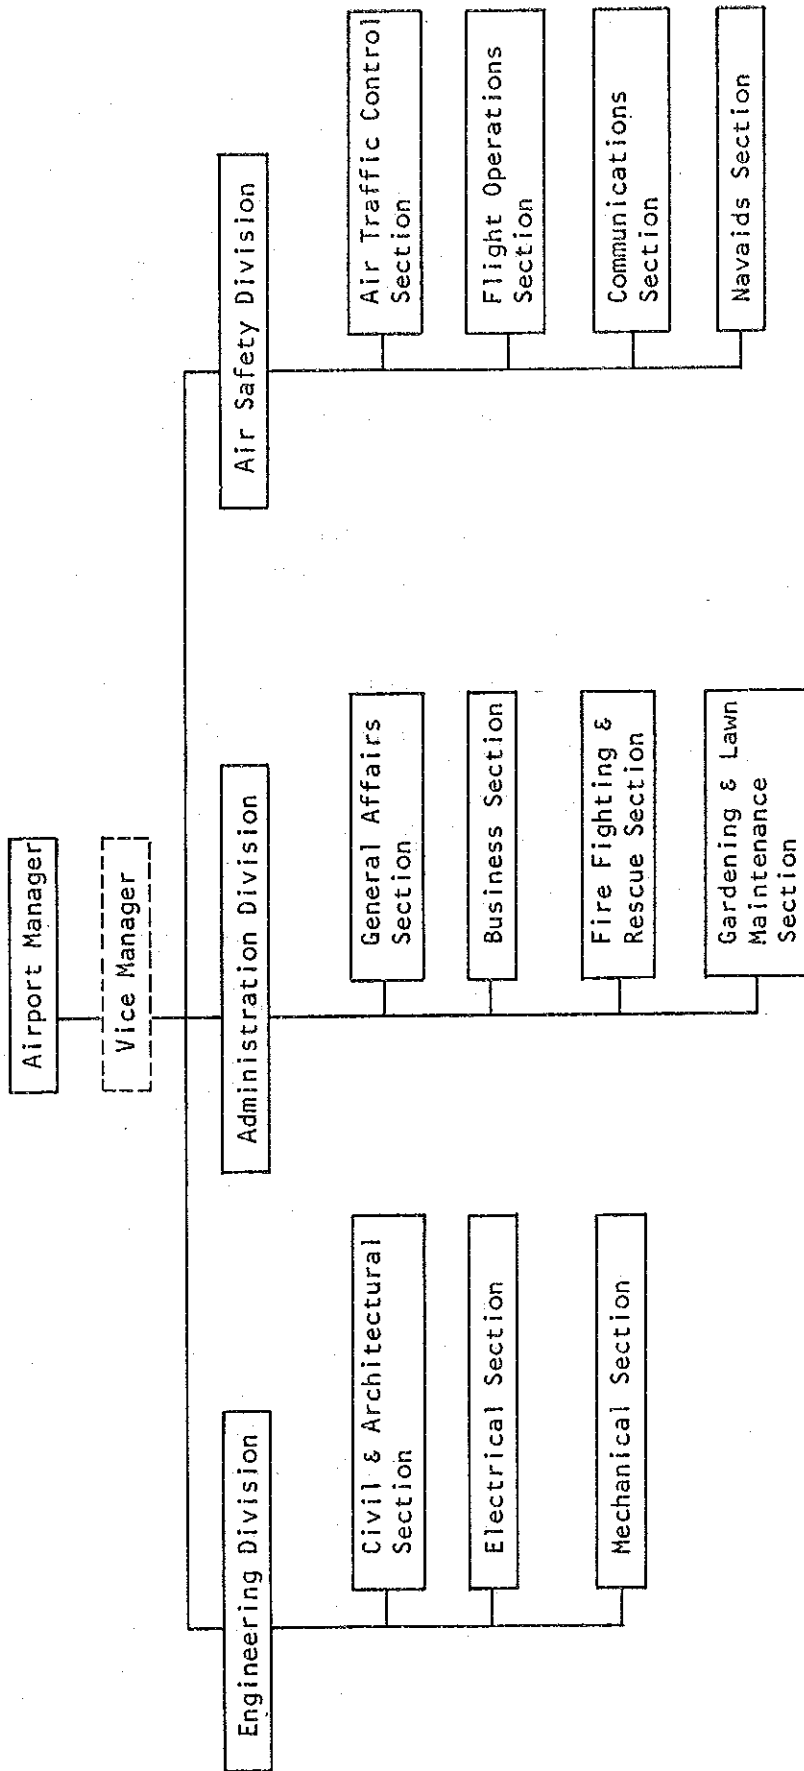 Airport Manager
Vice Manager
Engineering Division
Civil & Architectural
Section
Electrical Section
Mechanical Section
Administration Division
General Affairs
Section
Business Section
Fire Fighting &
Rescue Section
Gardening & Lawn
Maintenance
Section
Air Safety Division
Air Traffic Control
Section
Flight Operations
Section
Communications
Section
Navaids Section